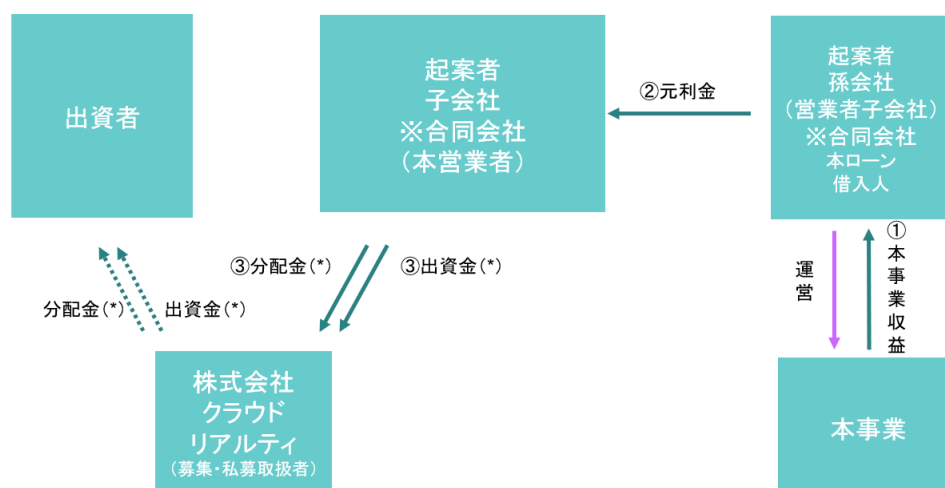 出資者
起案者
子会社
※合同会社
(本営業者)
②元利金
起案者
孫会社
(営業者子会社)
※合同会社
本ローン
借入人
③分配金(*)
③出資金(*)
分配金(*)
出資金(*)
運営
①本事業収益
株式会社
クラウド
リアルティ
(募集・私募取扱者)
本事業